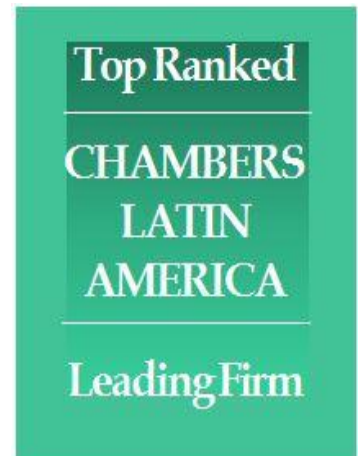 Top Ranked
CHAMBERS
LATIN
AMERICA
Leading Firm